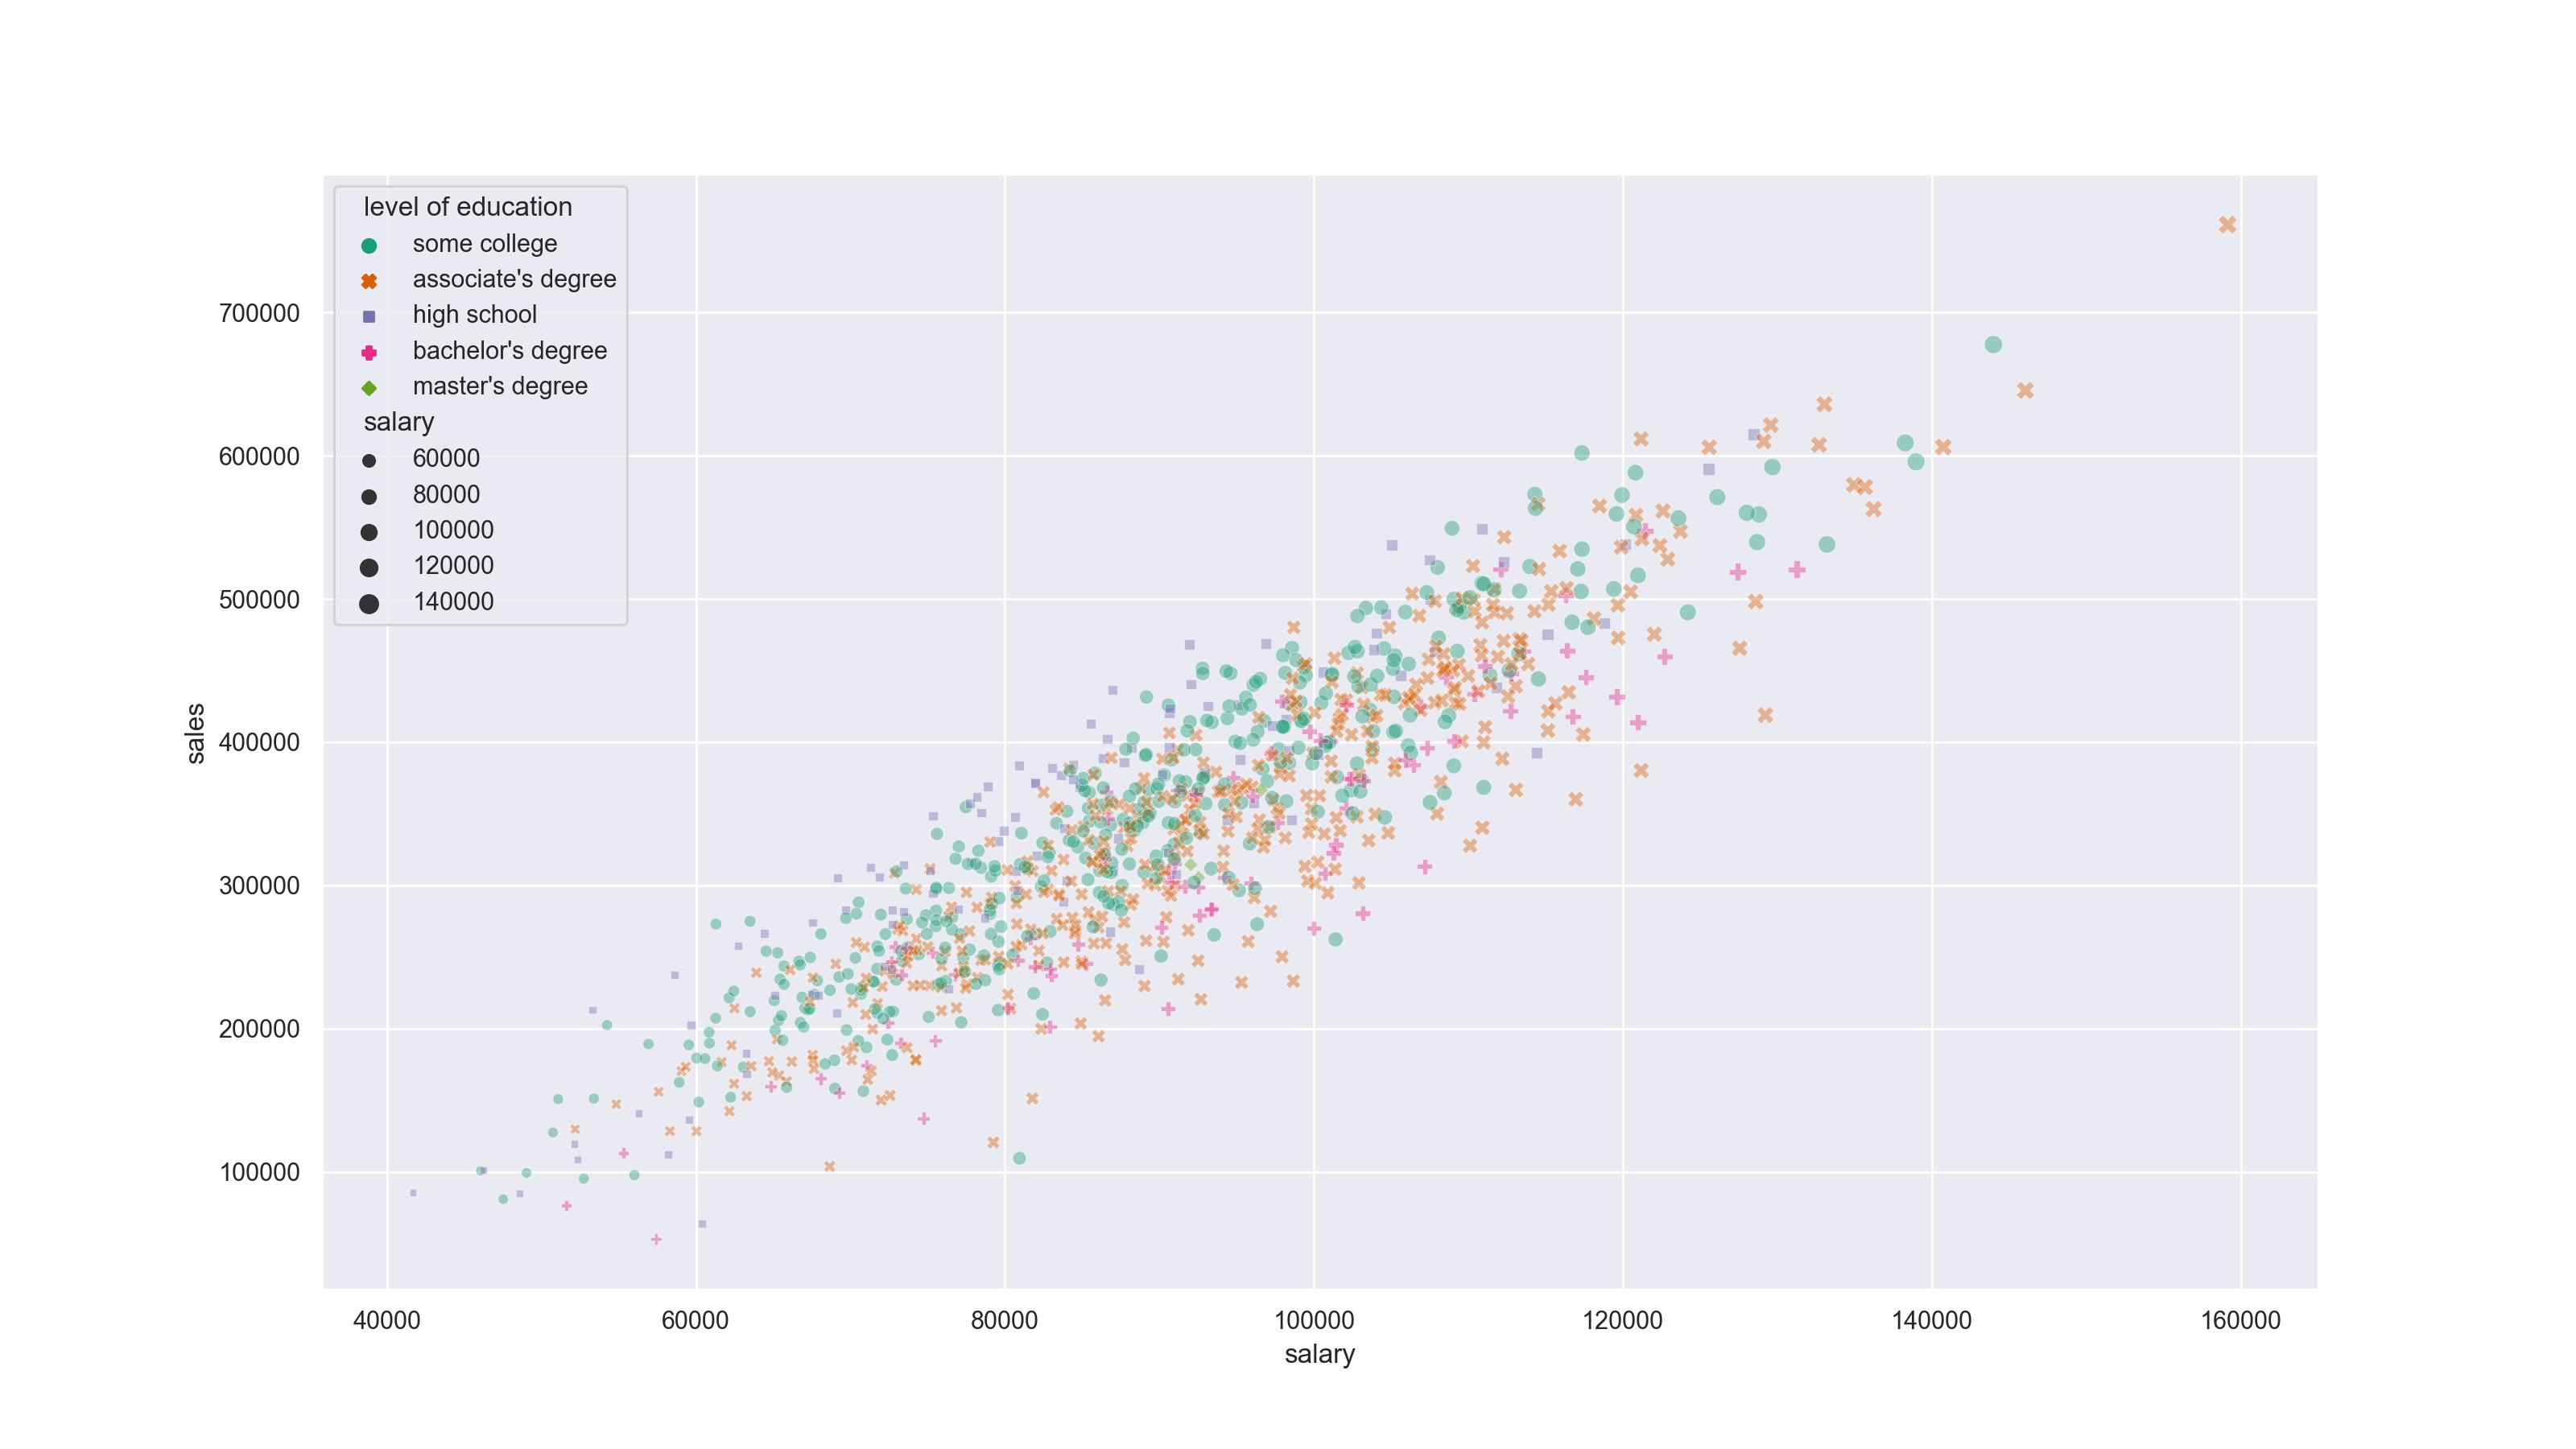 level of education
some college
associate's degree
high school
bachelor's degree
master's degree
salary
60000
80000
100000
120000
140000
700000
600000
500000
400000
300000
200000
100000
sales
40000 60000 80000 100000 120000 140000 160000
salary